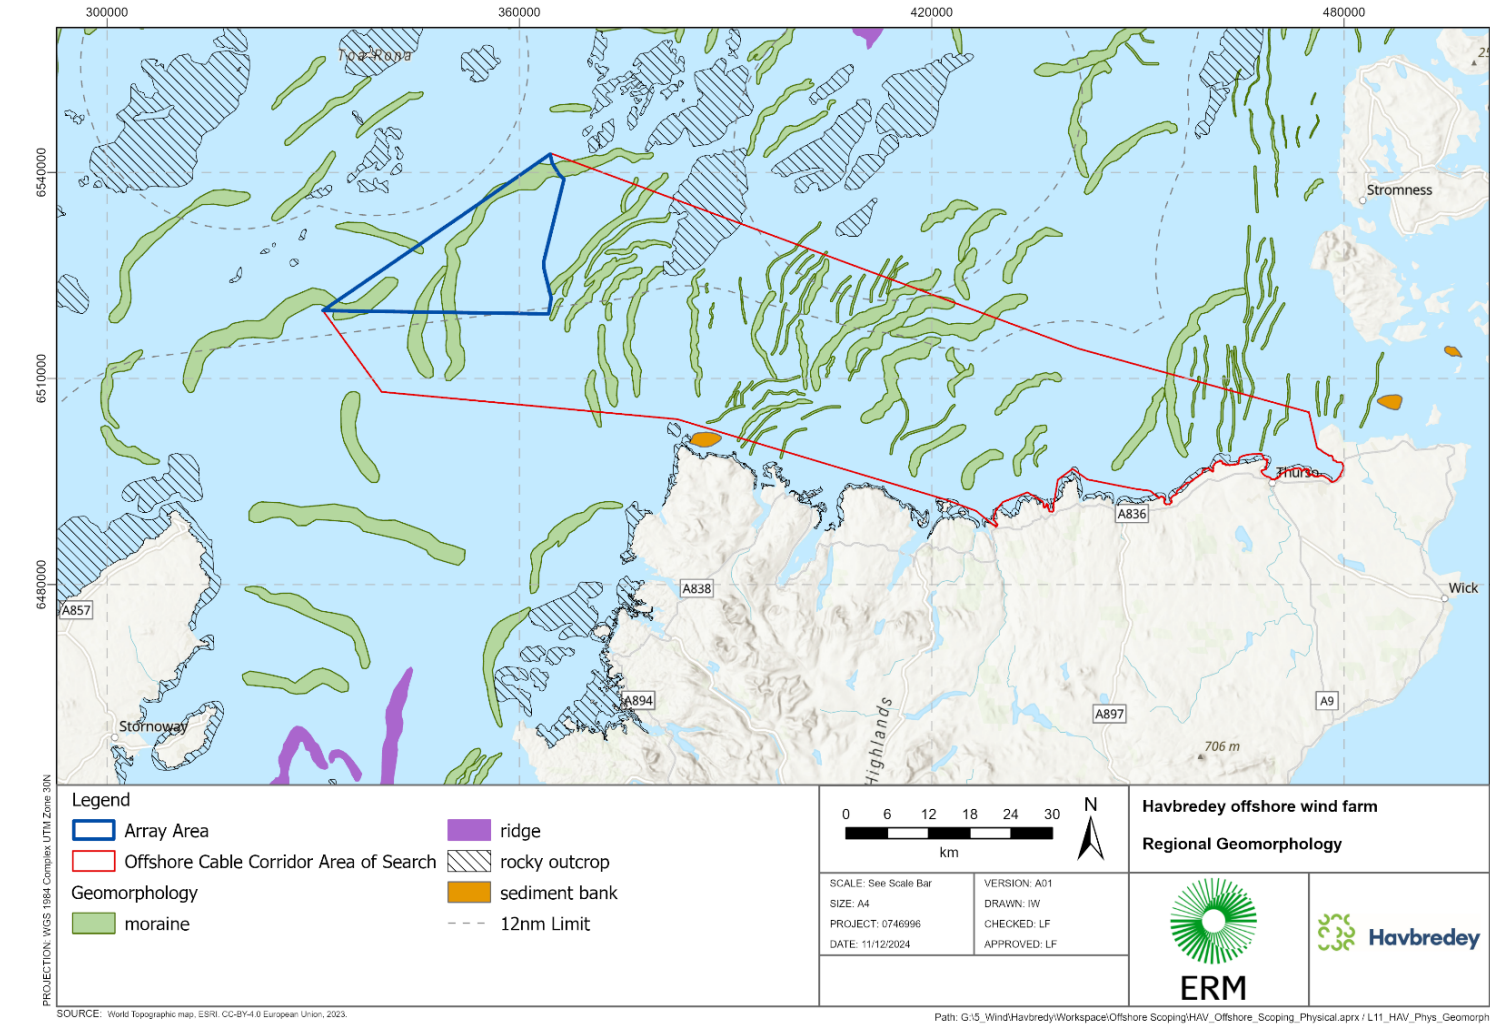 300000
360000
420000
480000
Toa Rona
25
6540000
Stromness
6510000
Thurso
A836
6480000
A838
Wick
A857
A894
A9
A897
Stornoway
Highlands
706 m
PROJECTION: WGS 1984 Complex UTM Zone 30N
Legend
Array Area
Offshore Cable Corridor Area of Search
Geomorphology
moraine
ridge
rocky outcrop
sediment bank
12nm Limit
0 6 12 18 24 30
km
N
SCALE: See Scale Bar
SIZE: A4
PROJECT: 0746996
DATE: 11/12/2024
VERSION: A01
DRAWN: IW
CHECKED: LF
APPROVED: LF
Havbredey offshore wind farm
Regional Geomorphology
ERM
Havbredey
SOURCE: World Topographic map, ESRI. CC-BY-4.0 European Union, 2023.
Path: G:\5_Wind\Havbredy\Workspace\Offshore Scoping\HAV_Offshore_Scoping_Physical.aprx / L11_HAV_Phys_Geomorph